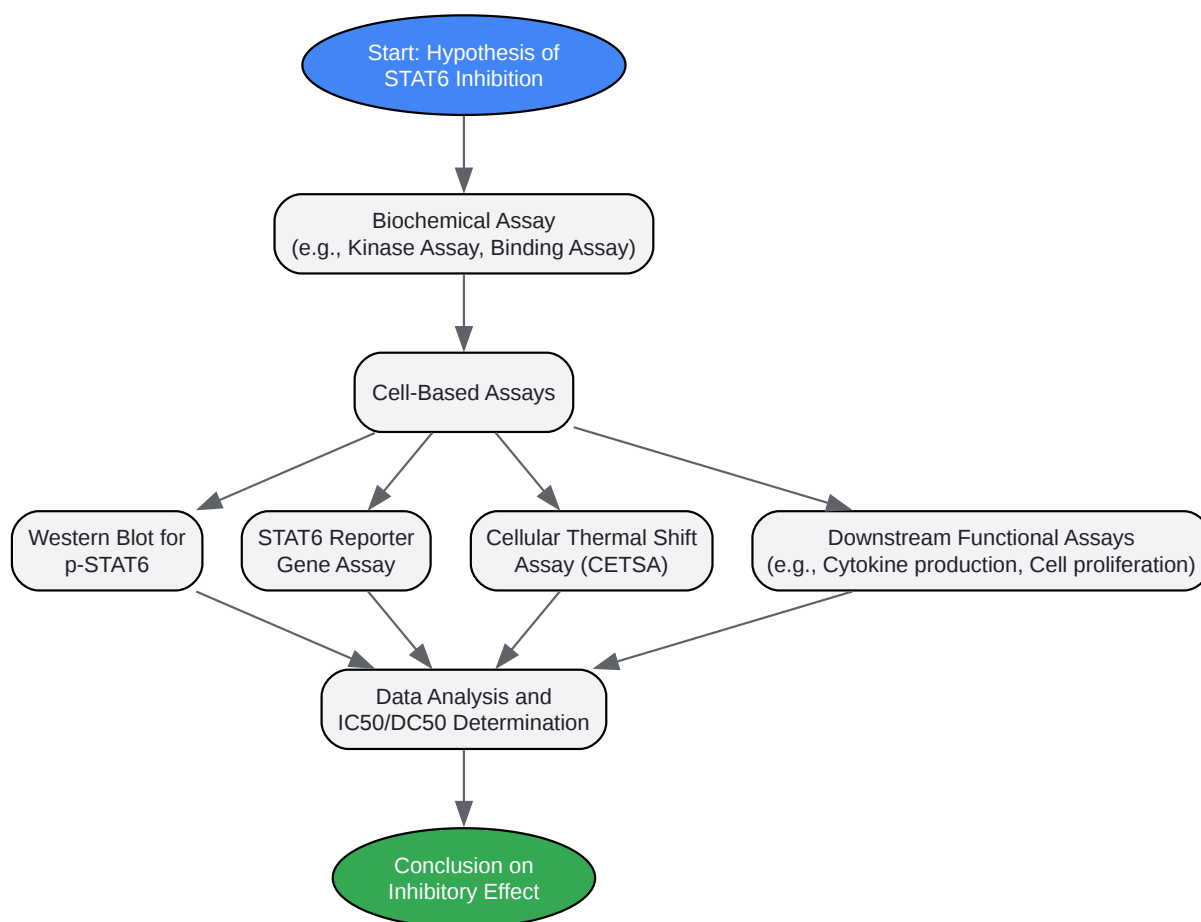 Start: Hypothesis of
STAT6 Inhibition
Biochemical Assay
(e.g., Kinase Assay, Binding Assay)
Cell-Based Assays
Western Blot for
p-STAT6
STAT6 Reporter
Gene Assay
Cellular Thermal Shift
Assay (CETSA)
Downstream Functional Assays
(e.g., Cytokine production, Cell proliferation)
Data Analysis and
IC50/DC50 Determination
Conclusion on
Inhibitory Effect